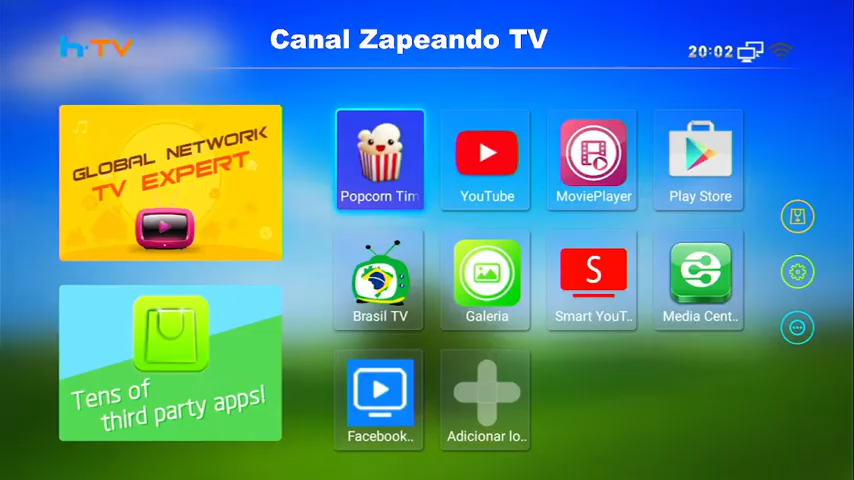 h·TV
Canal Zapeando TV
20:02
GLOBAL NETWORK
TV EXPERT
Popcorn Tim
YouTube
MoviePlayer
Play Store
Brasil TV
Galeria
S
Smart YouT..
Media Cent..
Tens of
third party apps!
Facebook..
Adicionar lo..